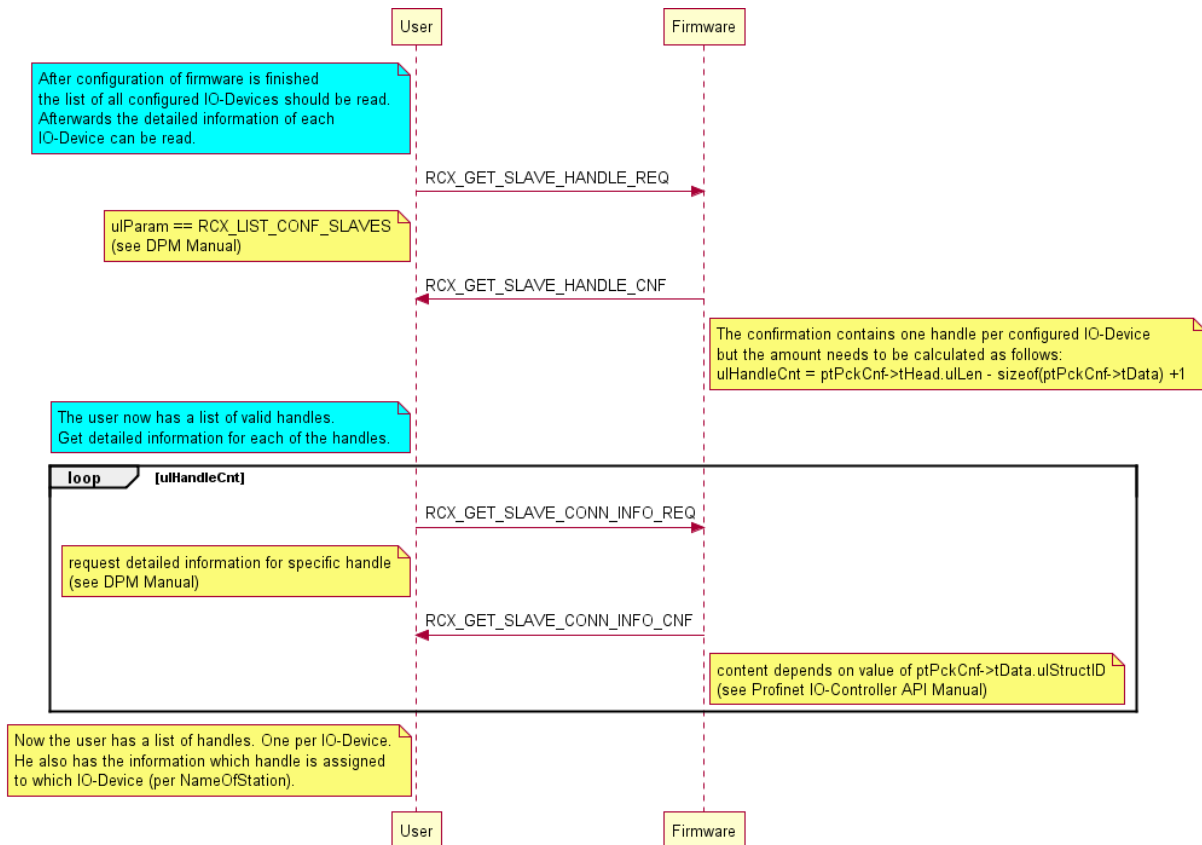 User
Firmware
After configuration of firmware is finished
the list of all configured IO-Devices should be read.
Afterwards the detailed information of each
IO-Device can be read.
RCX_GET_SLAVE_HANDLE_REQ
ulParam == RCX_LIST_CONF_SLAVES
(see DPM Manual)
RCX_GET_SLAVE_HANDLE_CNF
The confirmation contains one handle per configured IO-Device
but the amount needs to be calculated as follows:
ulHandleCnt = ptPckCnf->tHead.ulLen - sizeof(ptPckCnf->tData) +1
The user now has a list of valid handles.
Get detailed information for each of the handles.
loop
[ulHandleCnt]
RCX_GET_SLAVE_CONN_INFO_REQ
request detailed information for specific handle
(see DPM Manual)
RCX_GET_SLAVE_CONN_INFO_CNF
content depends on value of ptPckCnf->tData.ulStructID
(see Profinet IO-Controller API Manual)
Now the user has a list of handles. One per IO-Device.
He also has the information which handle is assigned
to which IO-Device (per NameOfStation).
User
Firmware